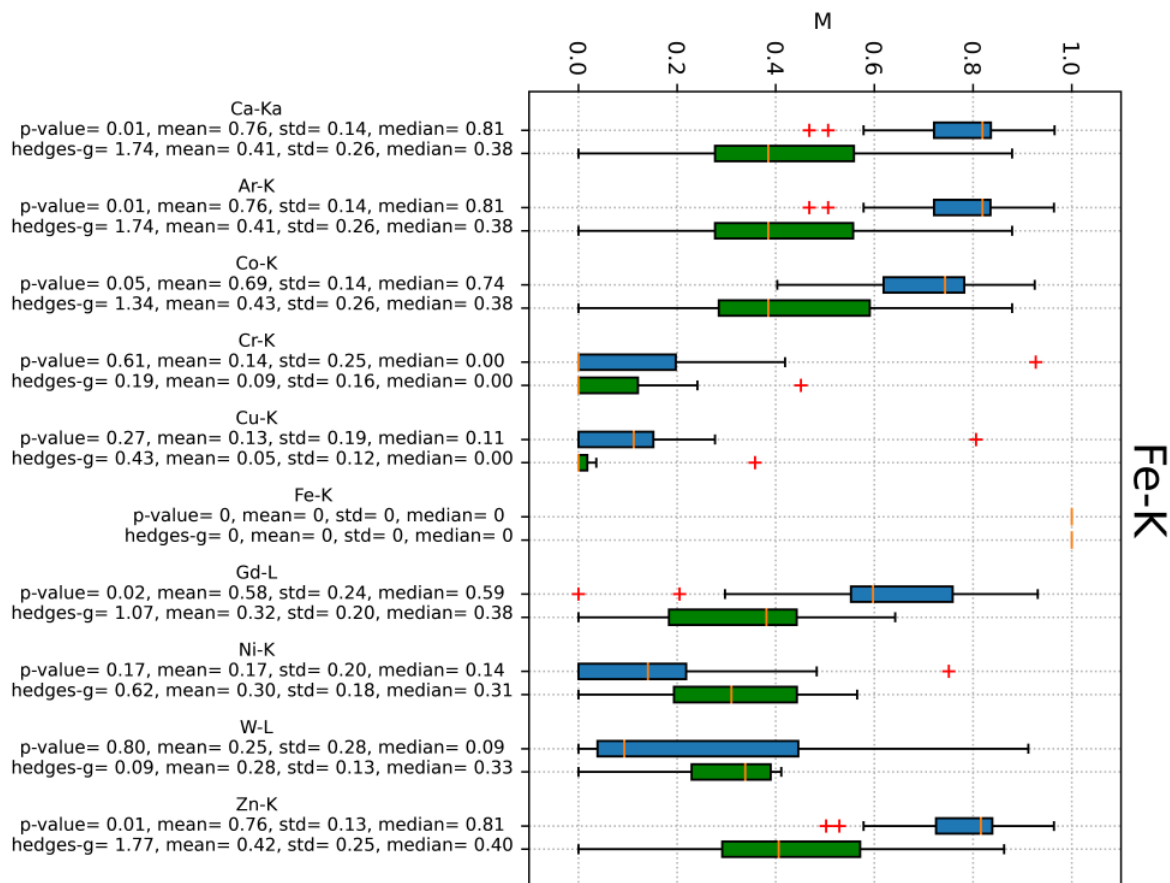 M
0.0 0.2 0.4 0.6 0.8 1.0
Ca-Ka
p-value= 0.01, mean= 0.76, std= 0.14, median= 0.81
hedges-g= 1.74, mean= 0.41, std= 0.26, median= 0.38
Ar-K
p-value= 0.01, mean= 0.76, std= 0.14, median= 0.81
hedges-g= 1.74, mean= 0.41, std= 0.26, median= 0.38
Co-K
p-value= 0.05, mean= 0.69, std= 0.14, median= 0.74
hedges-g= 1.34, mean= 0.43, std= 0.26, median= 0.38
Cr-K
p-value= 0.61, mean= 0.14, std= 0.25, median= 0.00
hedges-g= 0.19, mean= 0.09, std= 0.16, median= 0.00
Cu-K
p-value= 0.27, mean= 0.13, std= 0.19, median= 0.11
hedges-g= 0.43, mean= 0.05, std= 0.12, median= 0.00
Fe-K
p-value= 0, mean= 0, std= 0, median= 0
hedges-g= 0, mean= 0, std= 0, median= 0
Gd-L
p-value= 0.02, mean= 0.58, std= 0.24, median= 0.59
hedges-g= 1.07, mean= 0.32, std= 0.20, median= 0.38
Ni-K
p-value= 0.17, mean= 0.17, std= 0.20, median= 0.14
hedges-g= 0.62, mean= 0.30, std= 0.18, median= 0.31
W-L
p-value= 0.80, mean= 0.25, std= 0.28, median= 0.09
hedges-g= 0.09, mean= 0.28, std= 0.13, median= 0.33
Zn-K
p-value= 0.01, mean= 0.76, std= 0.13, median= 0.81
hedges-g= 1.77, mean= 0.42, std= 0.25, median= 0.40
Fe-K